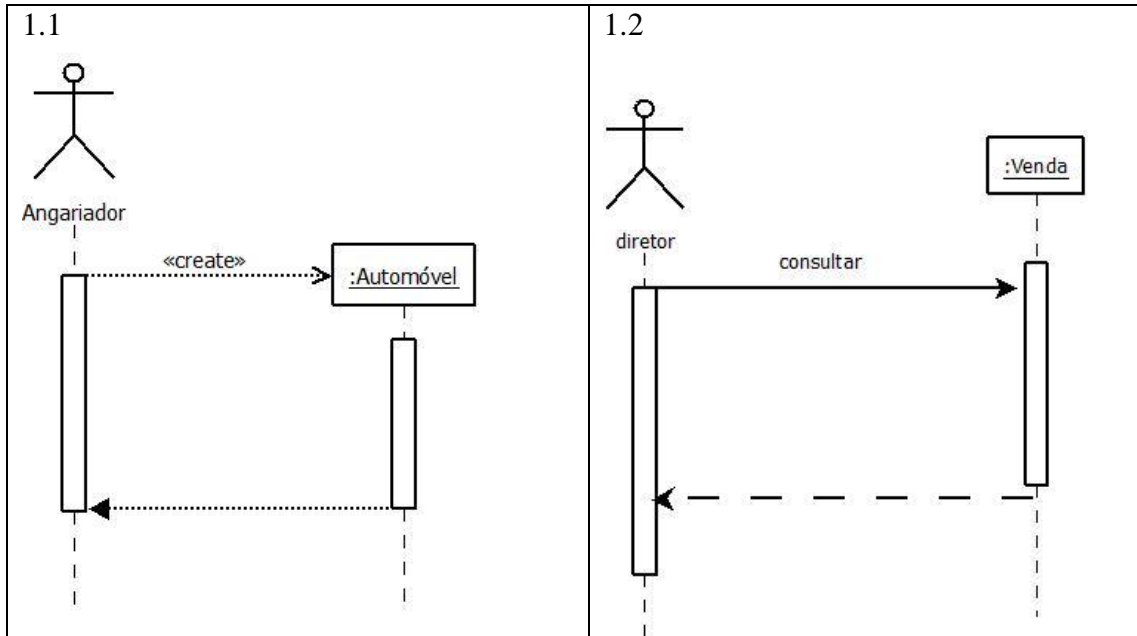 1.1
Angariador
«create»
:Automóvel
1.2
diretor
consultar
:Venda